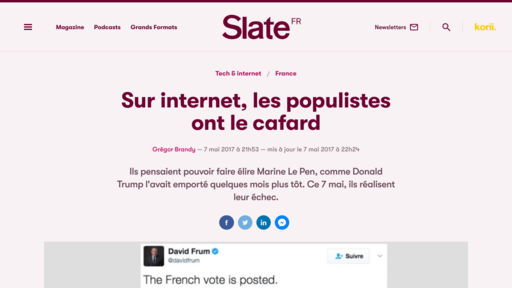 Magazine Podcasts Grands Formats Slate FR Newsletters korii.
Tech & internet / France
Sur internet, les populistes
ont le cafard
Grégor Brandy — 7 mai 2017 à 21h53 — mis à jour le 7 mai 2017 à 22h24
Ils pensaient pouvoir faire élire Marine Le Pen, comme Donald
Trump l'avait emporté quelques mois plus tôt. Ce 7 mai, ils réalisent
leur échec.
David Frum
@davidfrum
Suivre
The French vote is posted.